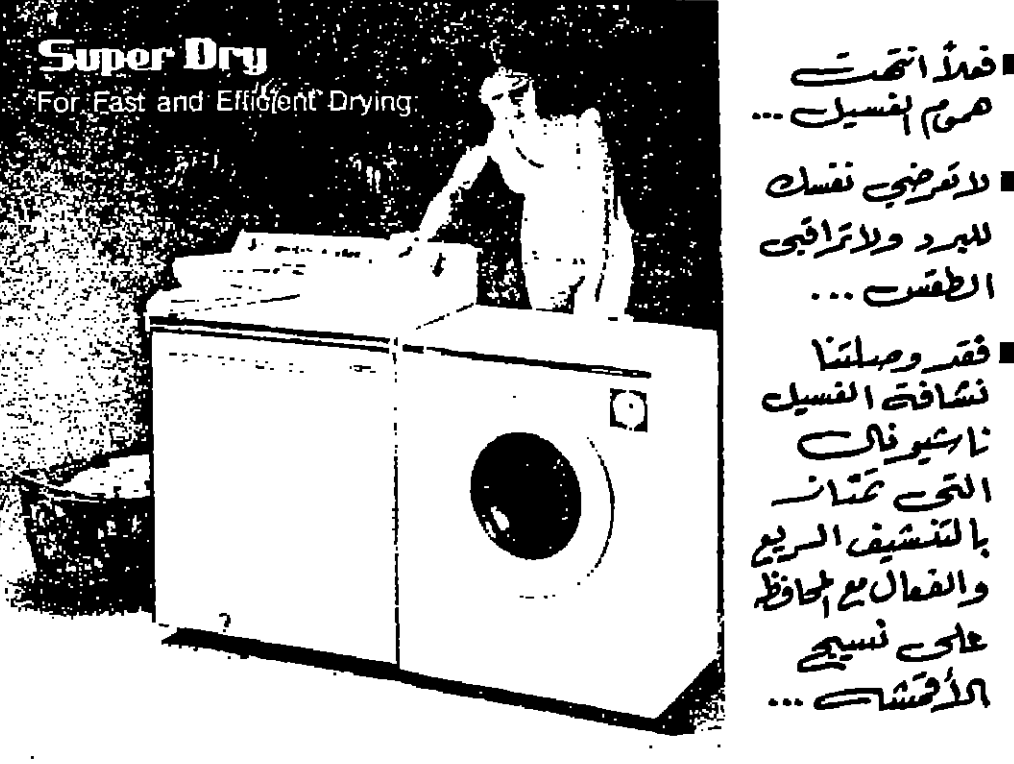 Super Dry
For Fast and Efficient Drying
فعلاً انتهت
هموم الغسيل ...
لا تعرضي نفسك
للبرد ولا تراقبي
الطقس ...
فقد وصلتنا
نشافة الغسيل
ناشيونال
التي تمتاز
بالتنشيف السريع
والفعال مع المحافظه
على نسيج
الأقمشة ...